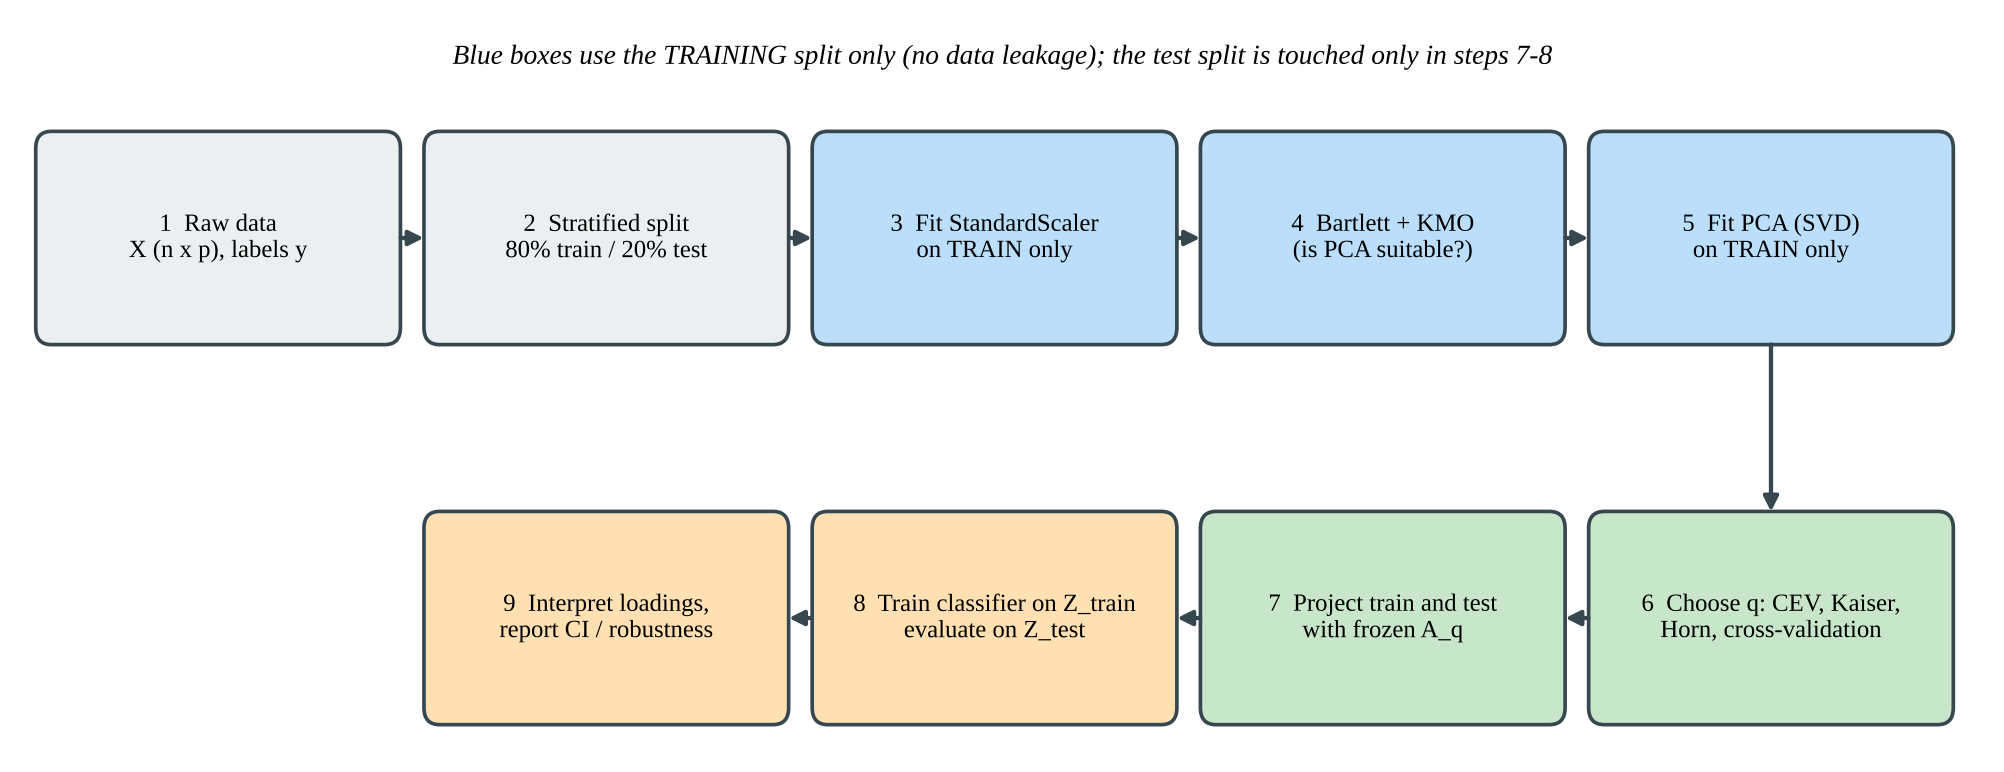 Blue boxes use the TRAINING split only (no data leakage); the test split is touched only in steps 7-8
1  Raw data
X (n x p), labels y
2  Stratified split
80% train / 20% test
3  Fit StandardScaler
on TRAIN only
4  Bartlett + KMO
(is PCA suitable?)
5  Fit PCA (SVD)
on TRAIN only
6  Choose q: CEV, Kaiser,
Horn, cross-validation
7  Project train and test
with frozen A_q
8  Train classifier on Z_train
evaluate on Z_test
9  Interpret loadings,
report CI / robustness